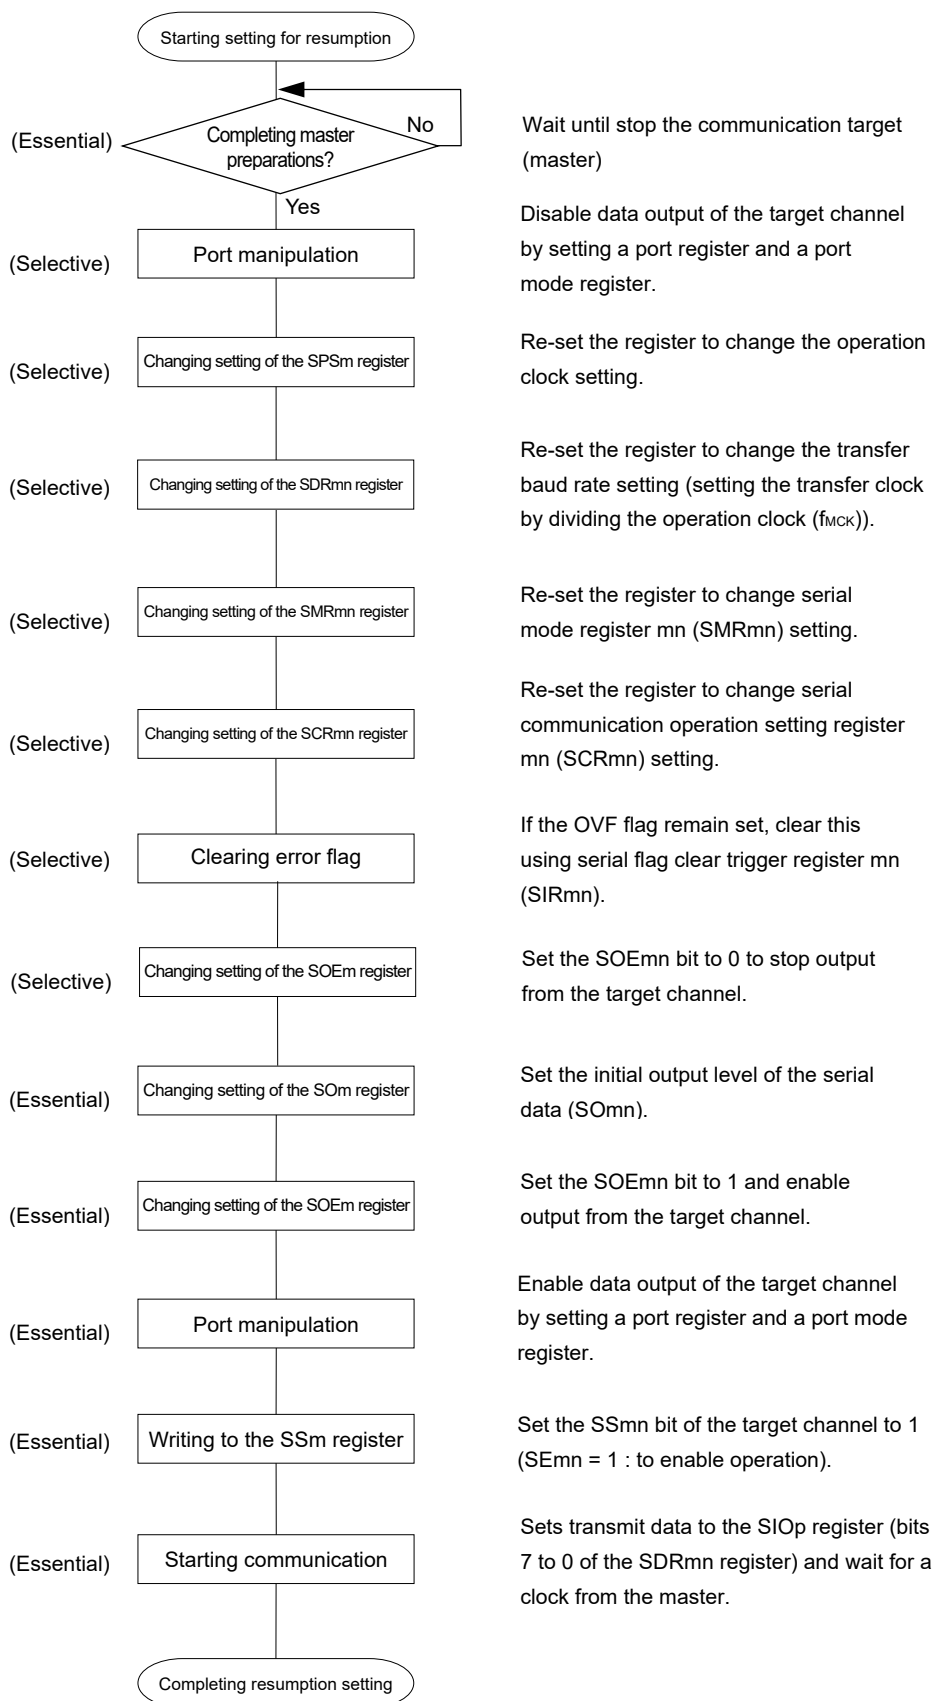 Starting setting for resumption
(Essential)
Completing master
preparations?
No
Yes
Wait until stop the communication target
(master)
(Selective)
Port manipulation
Disable data output of the target channel
by setting a port register and a port
mode register.
(Selective)
Changing setting of the SPSm register
Re-set the register to change the operation
clock setting.
(Selective)
Changing setting of the SDRmn register
Re-set the register to change the transfer
baud rate setting (setting the transfer clock
by dividing the operation clock (fMCK)).
(Selective)
Changing setting of the SMRmn register
Re-set the register to change serial
mode register mn (SMRmn) setting.
(Selective)
Changing setting of the SCRmn register
Re-set the register to change serial
communication operation setting register
mn (SCRmn) setting.
(Selective)
Clearing error flag
If the OVF flag remain set, clear this
using serial flag clear trigger register mn
(SIRmn).
(Selective)
Changing setting of the SOEm register
Set the SOEmn bit to 0 to stop output
from the target channel.
(Essential)
Changing setting of the SOm register
Set the initial output level of the serial
data (SOmn).
(Essential)
Changing setting of the SOEm register
Set the SOEmn bit to 1 and enable
output from the target channel.
(Essential)
Port manipulation
Enable data output of the target channel
by setting a port register and a port mode
register.
(Essential)
Writing to the SSm register
Set the SSmn bit of the target channel to 1
(SEmn = 1 : to enable operation).
(Essential)
Starting communication
Sets transmit data to the SIOp register (bits
7 to 0 of the SDRmn register) and wait for a
clock from the master.
Completing resumption setting